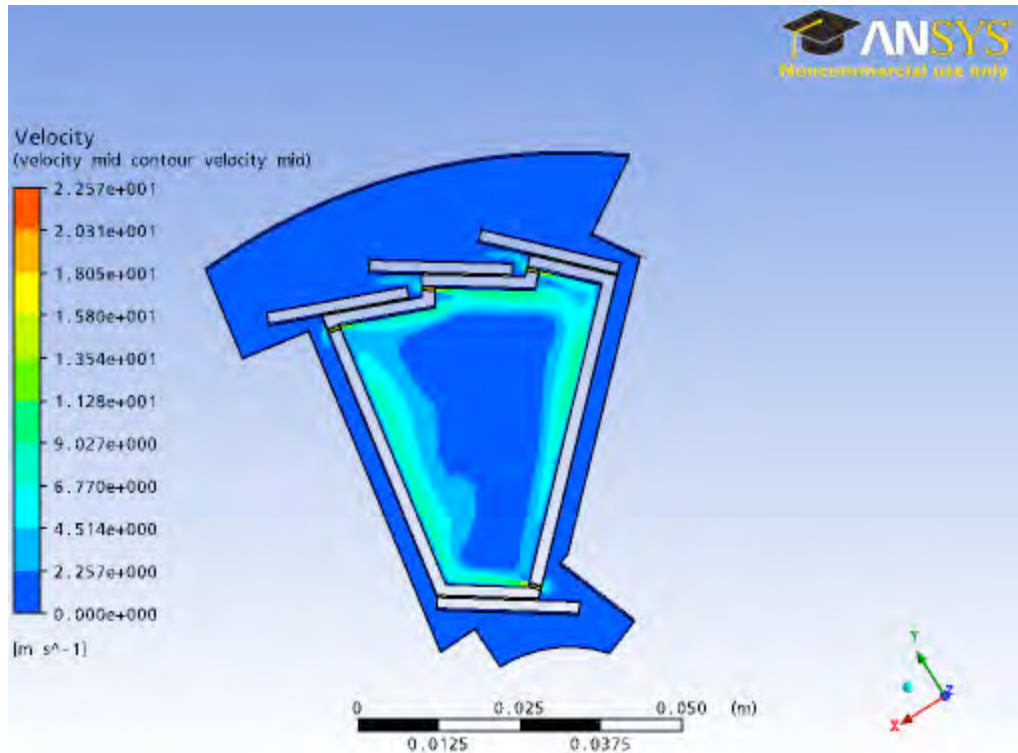 ANSYS
Noncommercial use only
Velocity
(velocity mid contour velocity mid)
2.257e+001
2.031e+001
1.805e+001
1.580e+001
1.354e+001
1.128e+001
9.027e+000
6.770e+000
4.514e+000
2.257e+000
0.000e+000
[m s^-1]
0 0.025 0.050 (m)
0.0125 0.0375
Y
Z
X